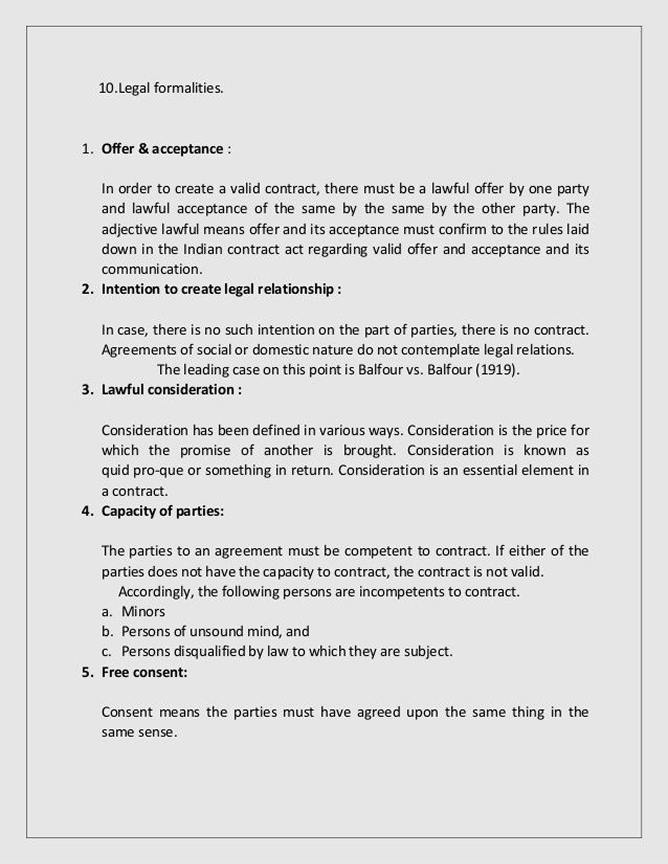 10.Legal formalities.
1. Offer & acceptance :
In order to create a valid contract, there must be a lawful offer by one party
and lawful acceptance of the same by the same by the other party. The
adjective lawful means offer and its acceptance must confirm to the rules laid
down in the Indian contract act regarding valid offer and acceptance and its
communication.
2. Intention to create legal relationship :
In case, there is no such intention on the part of parties, there is no contract.
Agreements of social or domestic nature do not contemplate legal relations.
The leading case on this point is Balfour vs. Balfour (1919).
3. Lawful consideration :
Consideration has been defined in various ways. Consideration is the price for
which the promise of another is brought. Consideration is known as
quid pro-que or something in return. Consideration is an essential element in
a contract.
4. Capacity of parties:
The parties to an agreement must be competent to contract. If either of the
parties does not have the capacity to contract, the contract is not valid.
Accordingly, the following persons are incompetents to contract.
a. Minors
b. Persons of unsound mind, and
c. Persons disqualified by law to which they are subject.
5. Free consent:
Consent means the parties must have agreed upon the same thing in the
same sense.